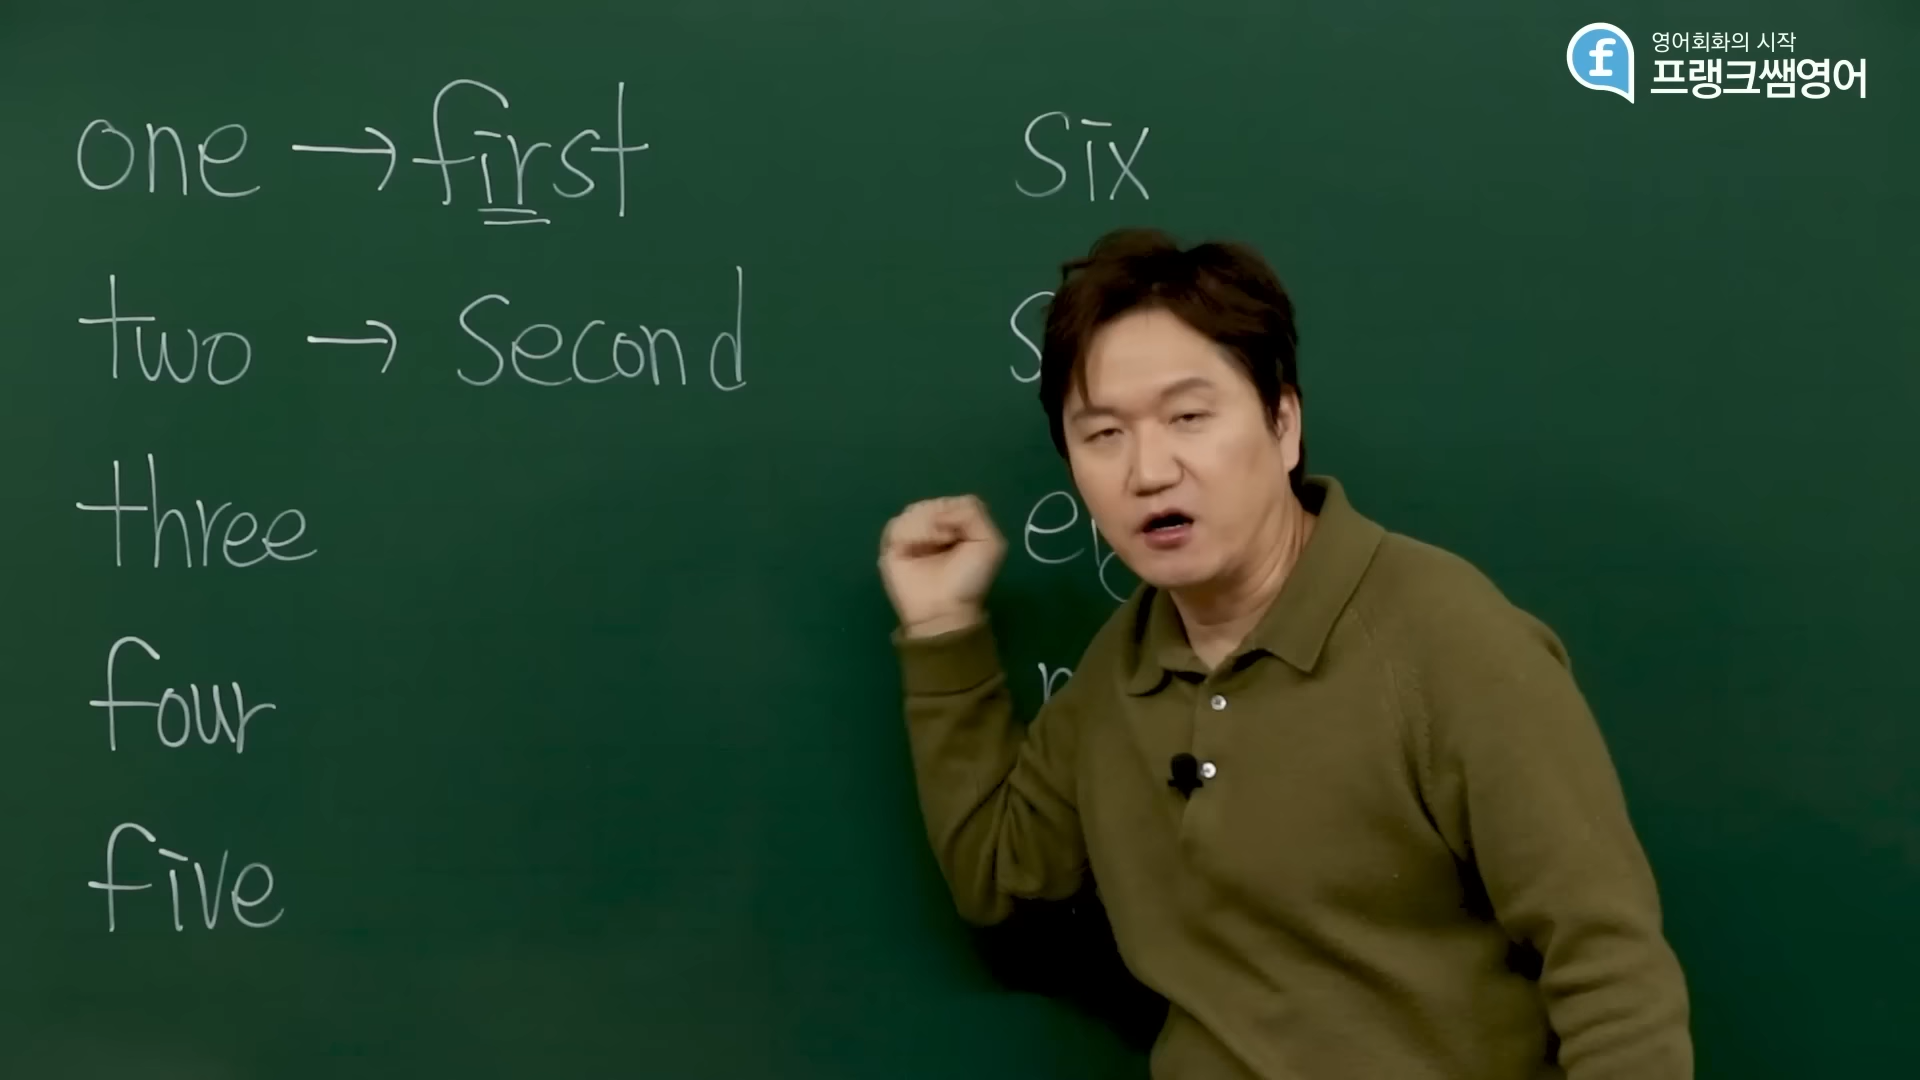 영어회화의 시작
프랭크쌤영어
one → first
two → second
three
four
five
six